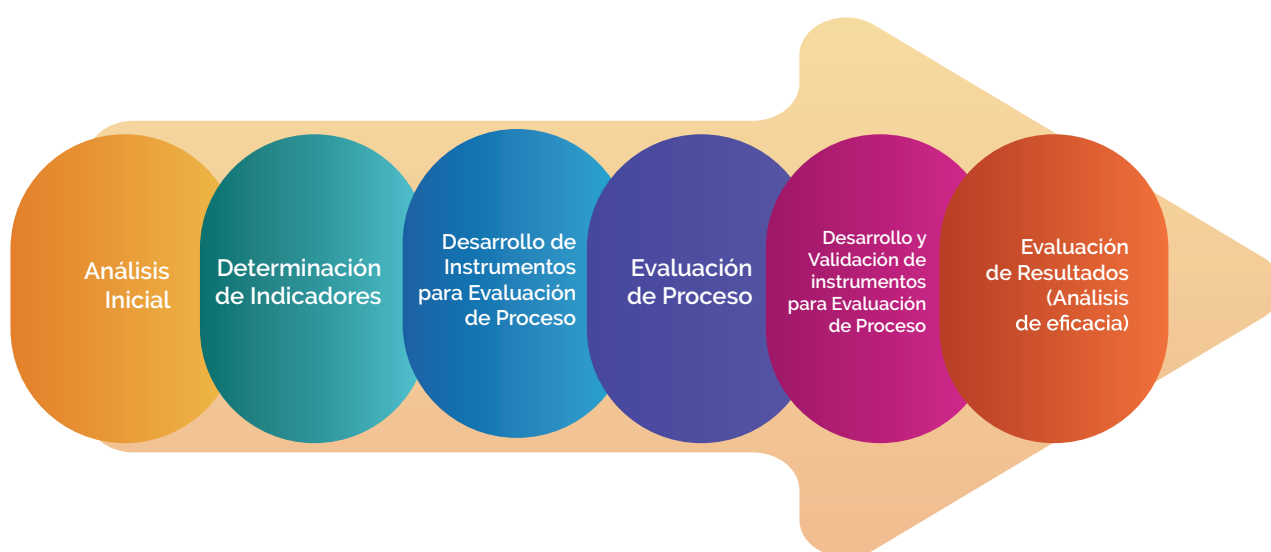 Análisis
Inicial
Determinación
de Indicadores
Desarrollo de
Instrumentos
para Evaluación
de Proceso
Evaluación
de Proceso
Desarrollo y
Validación de
instrumentos
para Evaluación
de Proceso
Evaluación
de Resultados
(Análisis
de eficacia)